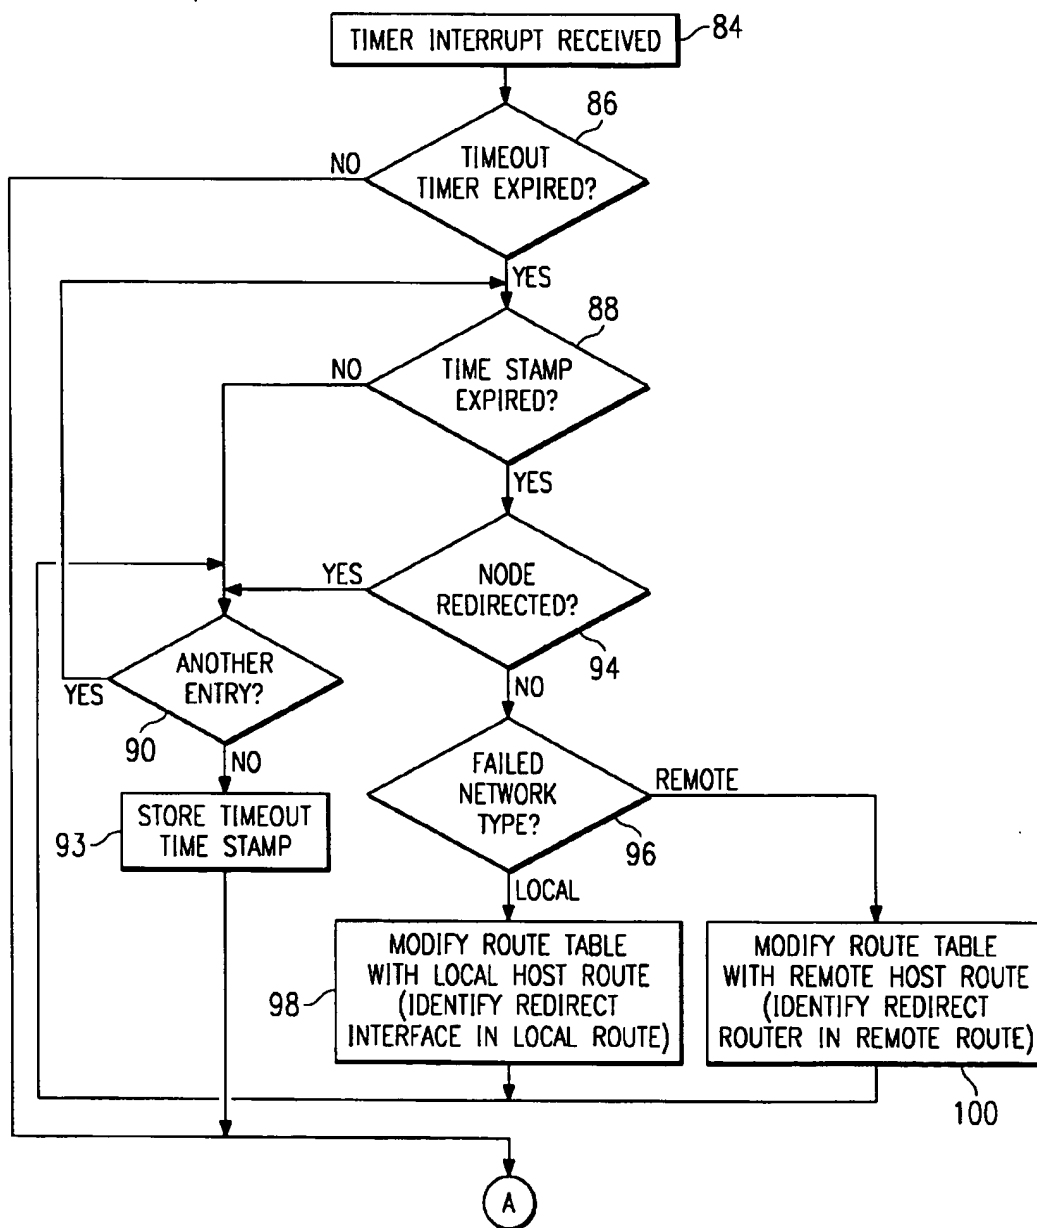 TIMER INTERRUPT RECEIVED
84
86
NO
TIMEOUT
TIMER EXPIRED?
YES
88
NO
TIME STAMP
EXPIRED?
YES
YES
NODE
REDIRECTED?
94
NO
ANOTHER
ENTRY?
YES
90
NO
FAILED
NETWORK
TYPE?
REMOTE
96
LOCAL
93
STORE TIMEOUT
TIME STAMP
98
MODIFY ROUTE TABLE
WITH LOCAL HOST ROUTE
(IDENTIFY REDIRECT
INTERFACE IN LOCAL ROUTE)
MODIFY ROUTE TABLE
WITH REMOTE HOST ROUTE
(IDENTIFY REDIRECT
ROUTER IN REMOTE ROUTE)
100
A